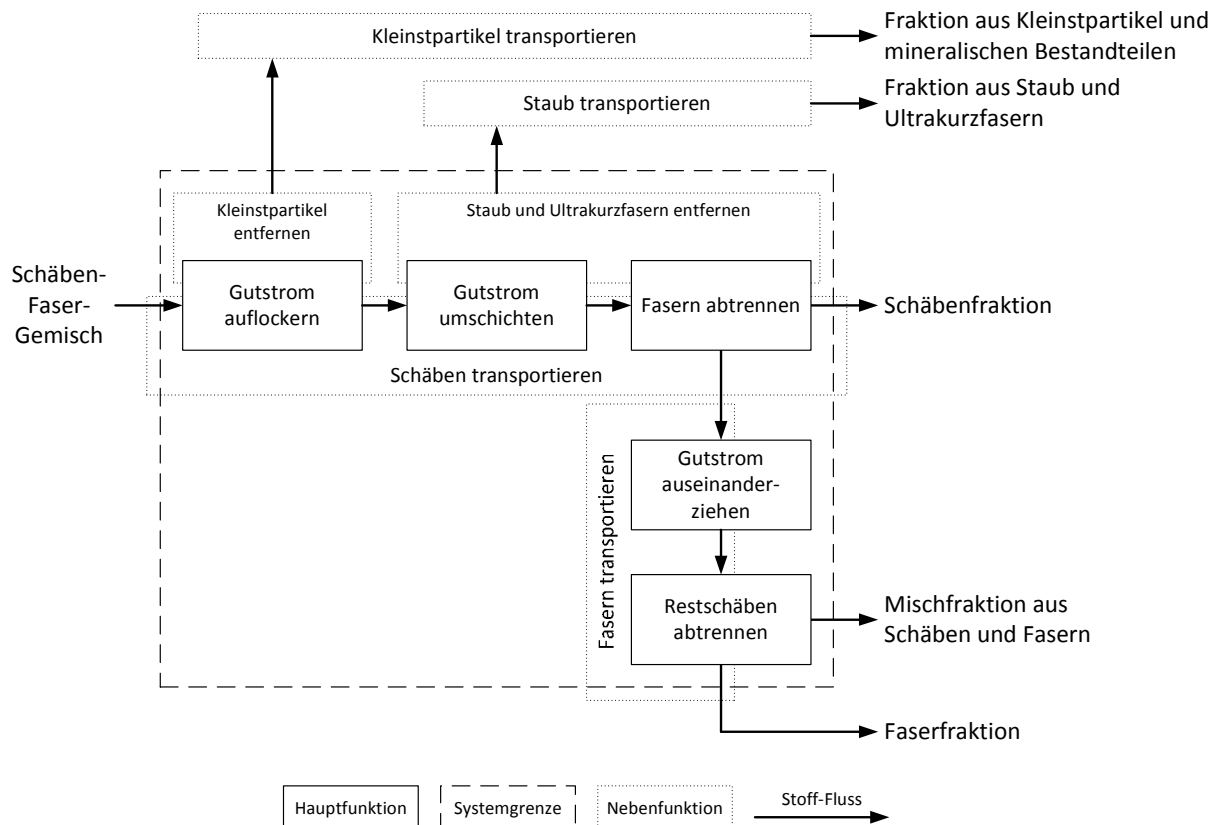 Kleinstpartikel transportieren
Fraktion aus Kleinstpartikel und
mineralischen Bestandteilen
Staub transportieren
Fraktion aus Staub und
Ultrakurzfasern
Kleinstpartikel
entfernen
Staub und Ultrakurzfasern entfernen
Schäben-
Faser-
Gemisch
Gutstrom
auflockern
Gutstrom
umschichten
Fasern abtrennen
Schäbenfraktion
Schäben transportieren
Fasern transportieren
Gutstrom
auseinander-
ziehen
Restschäben
abtrennen
Mischfraktion aus
Schäben und Fasern
Faserfraktion
Hauptfunktion
Systemgrenze
Nebenfunktion
Stoff-Fluss